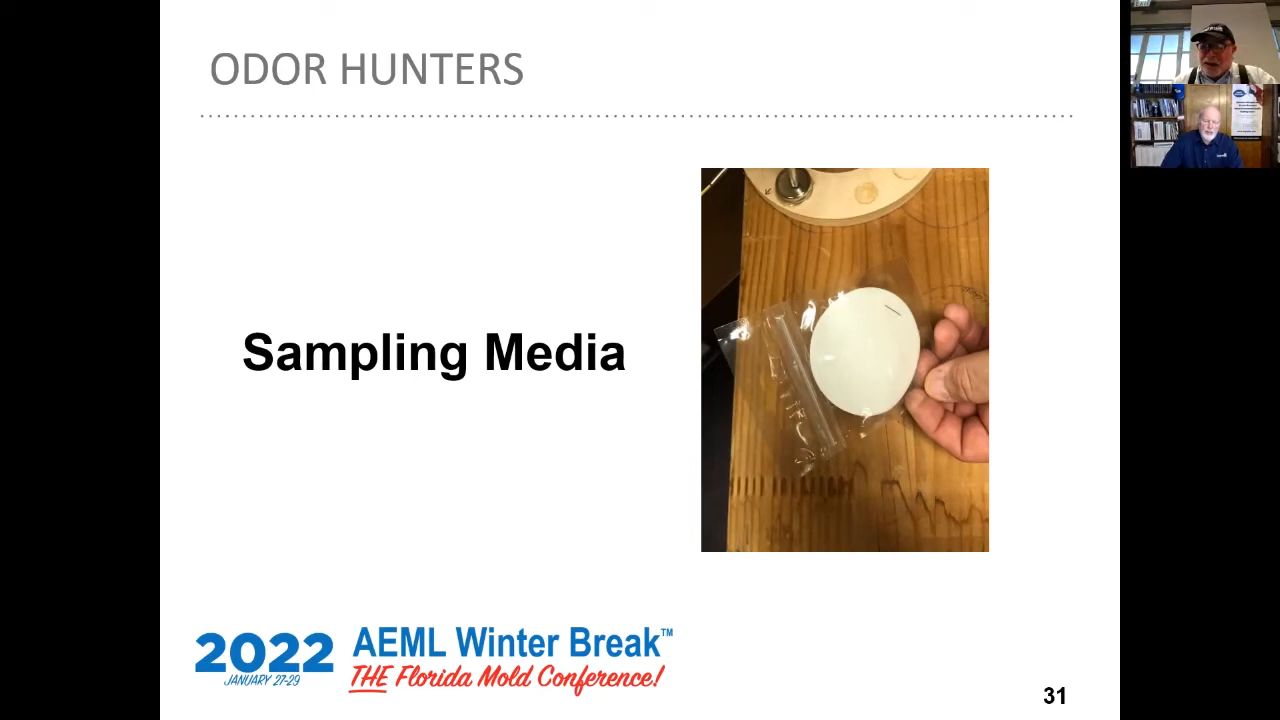 ODOR HUNTERS
Sampling Media
2022
JANUARY 27-29
AEML Winter Break™
THE Florida Mold Conference!
31